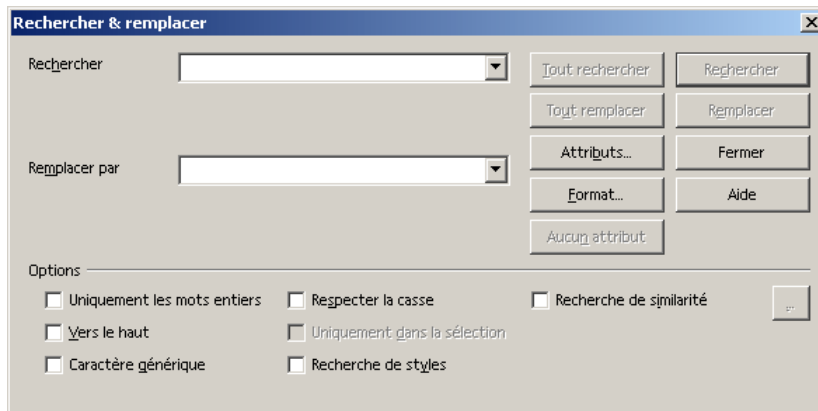 Rechercher & remplacer
Rechercher
Tout rechercher
Rechercher
Tout remplacer
Remplacer
Remplacer par
Attributs...
Fermer
Format...
Aide
Aucun attribut
Options
Uniquement les mots entiers
Respecter la casse
Recherche de similarité
...
Vers le haut
Uniquement dans la sélection
Caractère générique
Recherche de styles